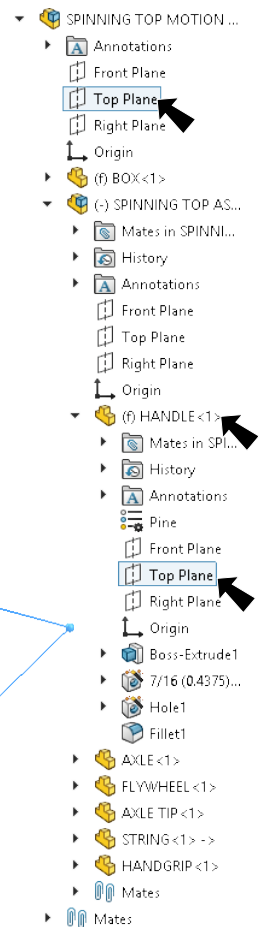 SPINNING TOP MOTION ...
Annotations
Front Plane
Top Plane
Right Plane
Origin
(f) BOX<1>
(-) SPINNING TOP AS...
Mates in SPINNI...
History
Annotations
Front Plane
Top Plane
Right Plane
Origin
(f) HANDLE<1>
Mates in SPI...
History
Annotations
Pine
Front Plane
Top Plane
Right Plane
Origin
Boss-Extrude1
7/16 (0.4375)...
Hole1
Fillet1
AXLE<1>
FLYWHEEL<1>
AXLE TIP<1>
STRING<1> ->
HANDGRIP<1>
Mates
Mates